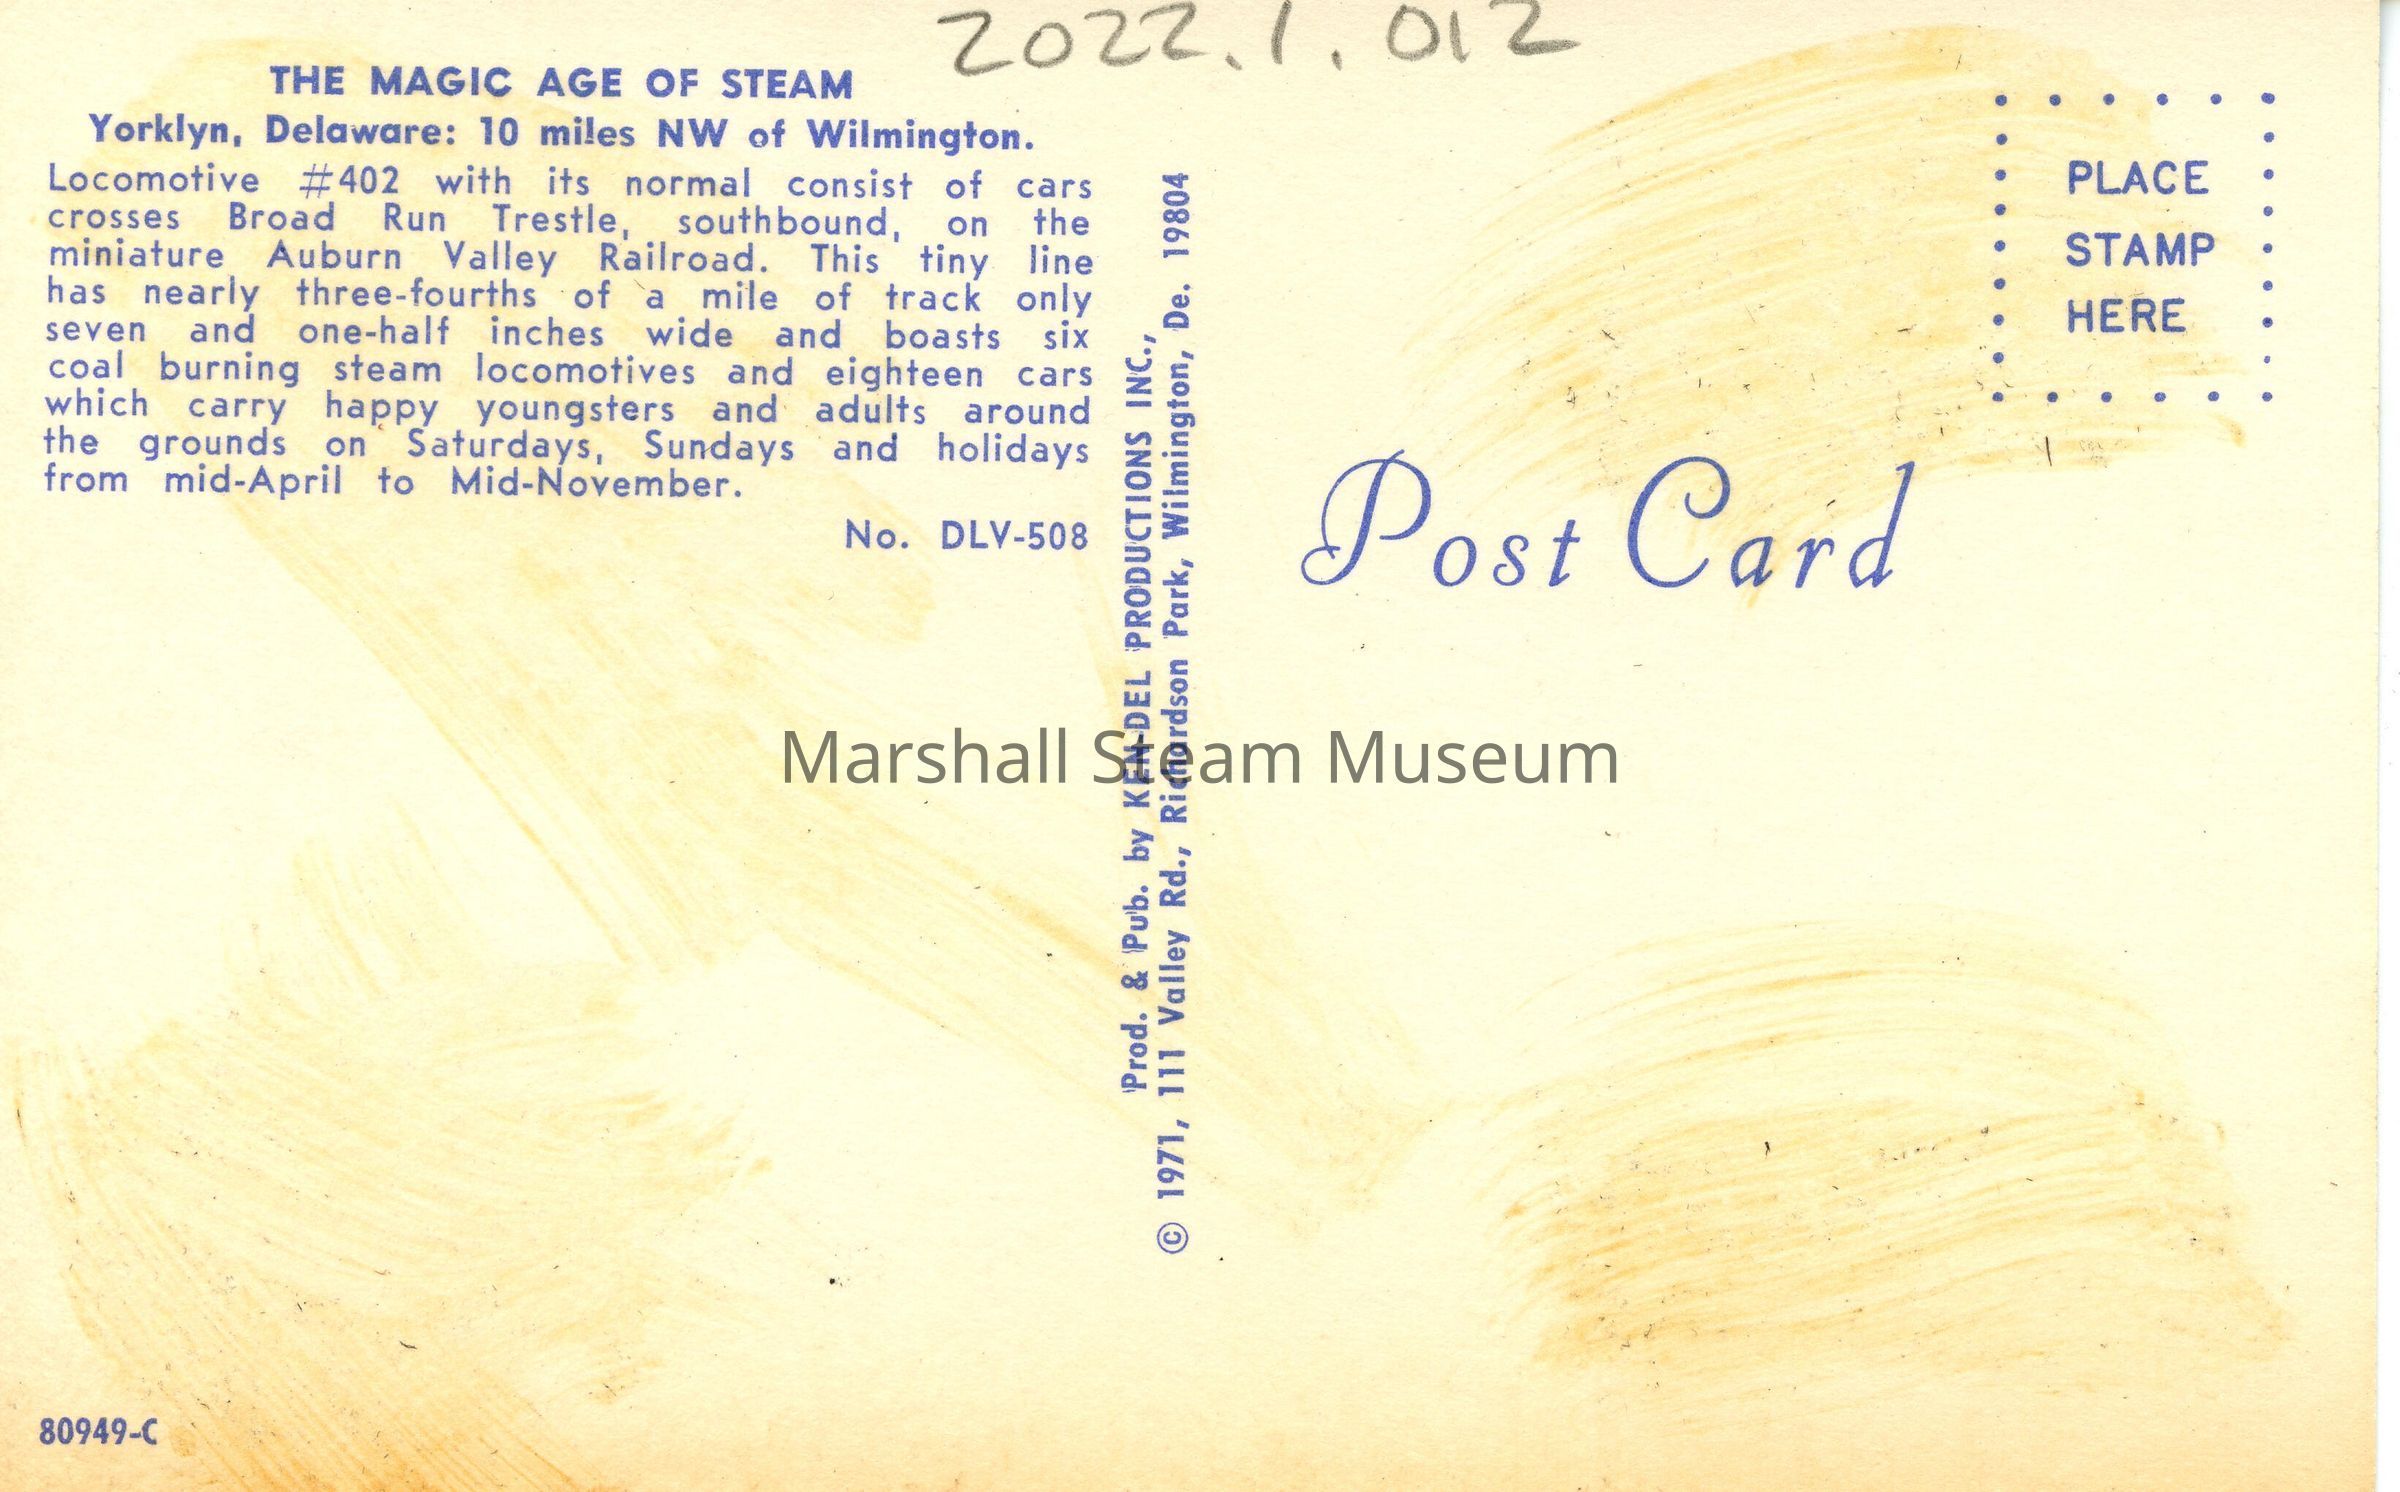 2022.1.012
THE MAGIC AGE OF STEAM
Yorklyn, Delaware: 10 miles NW of Wilmington.
Locomotive #402 with its normal consist of cars
crosses Broad Run Trestle, southbound, on the
miniature Auburn Valley Railroad. This tiny line
has nearly three-fourths of a mile of track only
seven and one-half inches wide and boasts six
coal burning steam locomotives and eighteen cars
which carry happy youngsters and adults around
the grounds on Saturdays, Sundays and holidays
from mid-April to Mid-November.
No. DLV-508
Prod. & Pub. by KEN-DEL PRODUCTIONS INC.,
© 1971, 111 Valley Rd., Richardson Park, Wilmington, De. 19804
PLACE
STAMP
HERE
Post Card
Marshall Steam Museum
80949-C